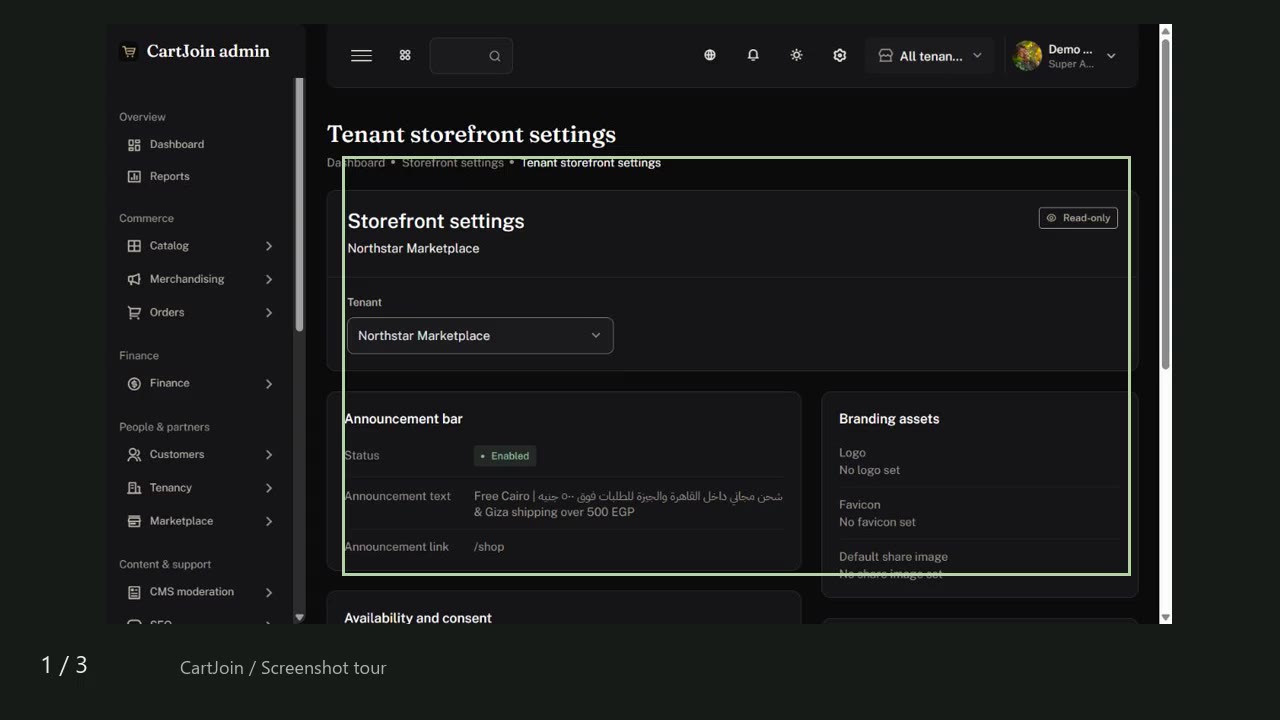 CartJoin admin
All tenan...
Demo ...
Super A...
Overview
Dashboard
Reports
Commerce
Catalog
Merchandising
Orders
Finance
Finance
People & partners
Customers
Tenancy
Marketplace
Content & support
CMS moderation
SEO
Tenant storefront settings
Dashboard • Storefront settings • Tenant storefront settings
Storefront settings
Read-only
Northstar Marketplace
Tenant
Northstar Marketplace
Announcement bar
Status
• Enabled
Announcement text
Free Cairo | شحن مجاني داخل القاهرة والجيزة للطلبات فوق ٥٠٠ جنيه
& Giza shipping over 500 EGP
Announcement link
/shop
Branding assets
Logo
No logo set
Favicon
No favicon set
Default share image
No share image set
Availability and consent
1 / 3
CartJoin / Screenshot tour